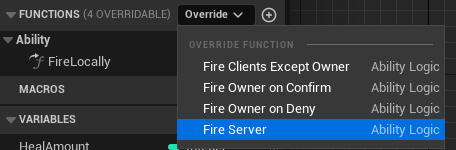 FUNCTIONS (4 OVERRIDABLE) Override
Ability
FireLocally
MACROS
VARIABLES
HealAmount
OVERRIDE FUNCTION
Fire Clients Except Owner Ability Logic
Fire Owner on Confirm Ability Logic
Fire Owner on Deny Ability Logic
Fire Server Ability Logic